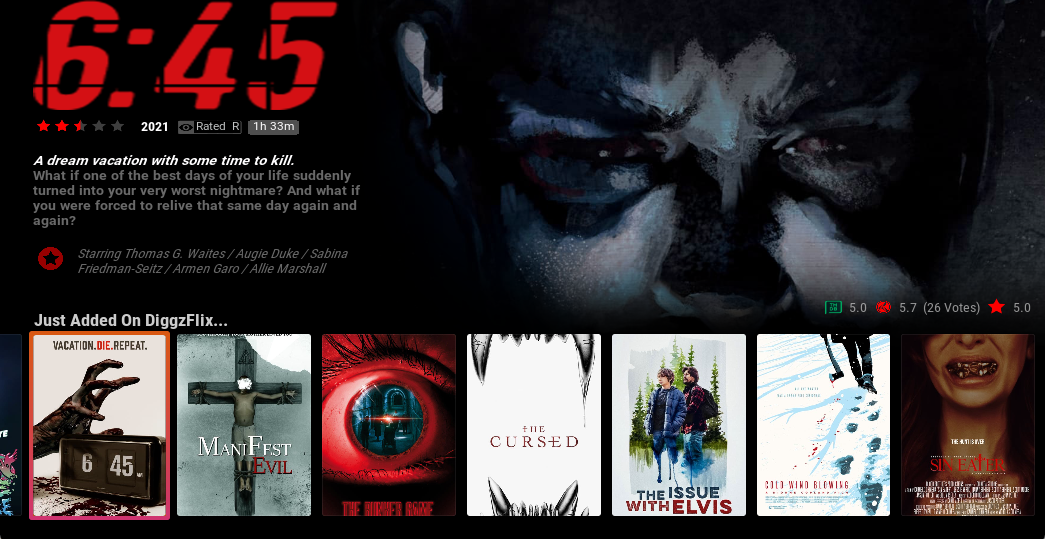 6:45
2021 Rated R 1h 33m
A dream vacation with some time to kill.
What if one of the best days of your life suddenly
turned into your very worst nightmare? And what if
you were forced to relive that same day again and
again?
Starring Thomas G. Waites / Augie Duke / Sabina
Friedman-Seitz / Armen Garo / Allie Marshall
5.0 5.7 (26 Votes) 5.0
Just Added On DiggzFlix...
VACATION.DIE.REPEAT.
6 45
MANIFEST
EVIL
THE
CURSED
THE ISSUE
WITH ELVIS
COLD WIND BLOWING
THE HUNT IS OVER
SIN EATER